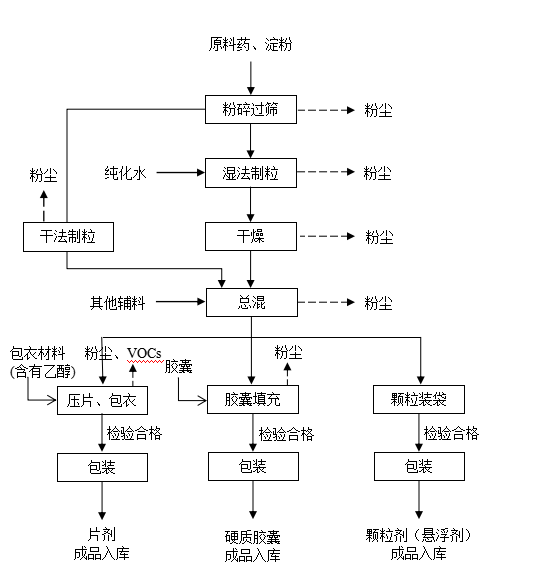 原料药、淀粉
粉碎过筛
粉尘
粉尘
纯化水
湿法制粒
粉尘
干法制粒
干燥
粉尘
其他辅料
总混
粉尘
包衣材料
(含有乙醇)
粉尘、VOCs
胶囊
粉尘
压片、包衣
胶囊填充
颗粒装袋
检验合格
检验合格
检验合格
包装
包装
包装
片剂
成品入库
硬质胶囊
成品入库
颗粒剂（悬浮剂）
成品入库